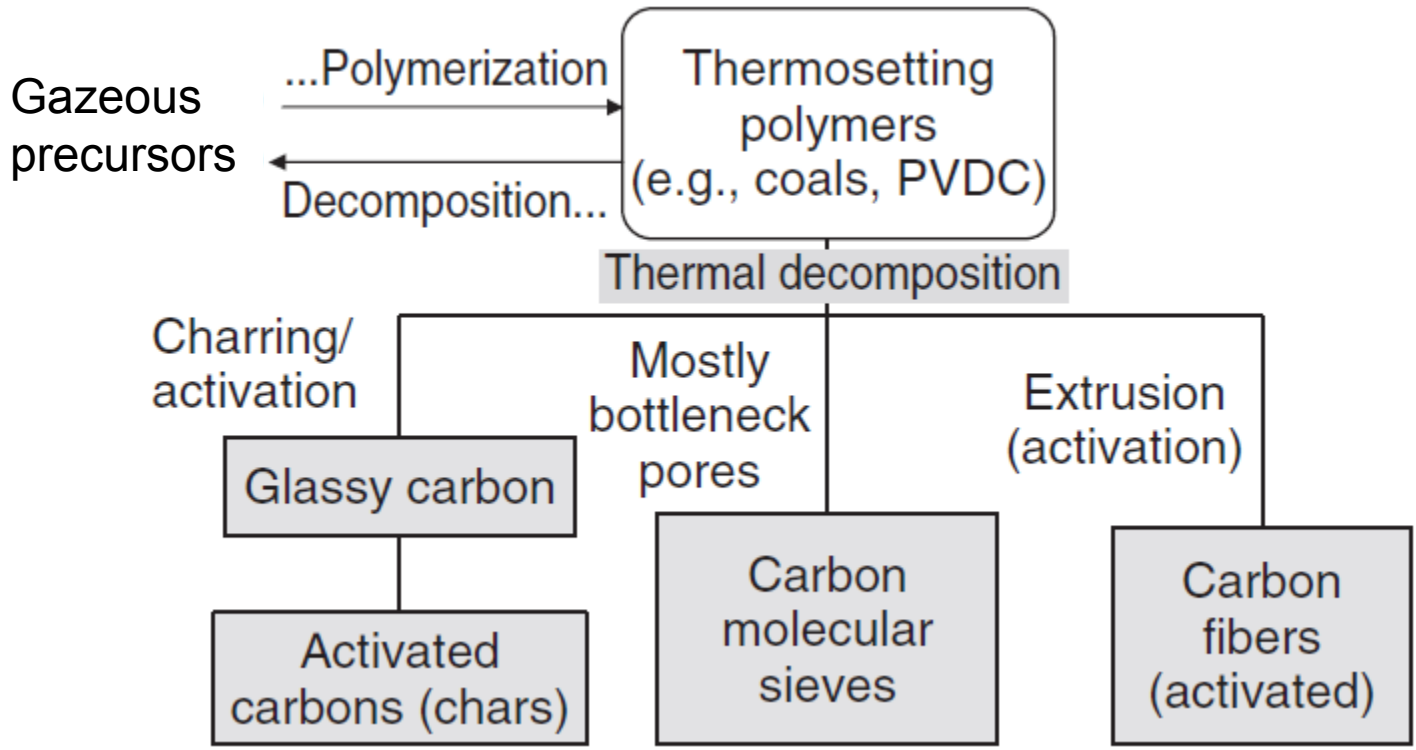 Gazeous
precursors
...Polymerization
Decomposition...
Thermosetting
polymers
(e.g., coals, PVDC)
Thermal decomposition
Charring/
activation
Mostly
bottleneck
pores
Extrusion
(activation)
Glassy carbon
Activated
carbons (chars)
Carbon
molecular
sieves
Carbon
fibers
(activated)